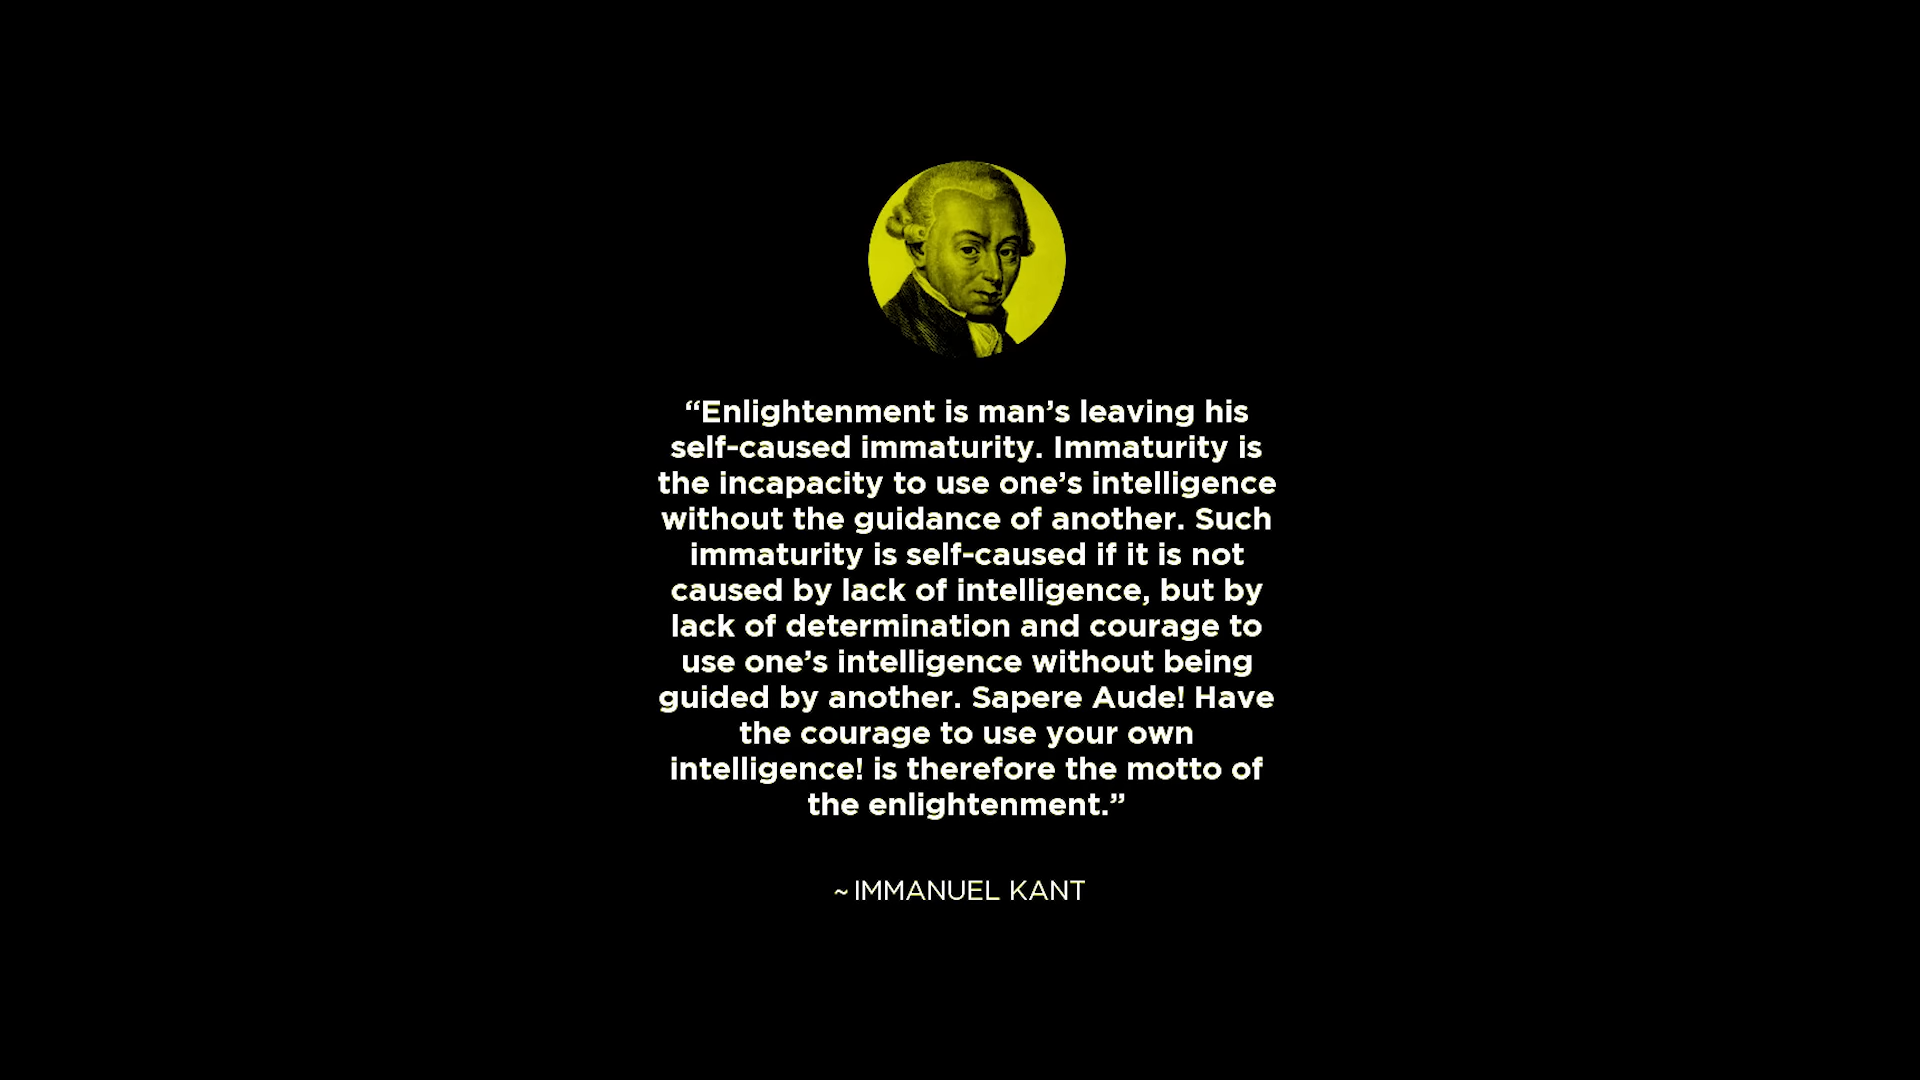 “Enlightenment is man’s leaving his
self-caused immaturity. Immaturity is
the incapacity to use one’s intelligence
without the guidance of another. Such
immaturity is self-caused if it is not
caused by lack of intelligence, but by
lack of determination and courage to
use one’s intelligence without being
guided by another. Sapere Aude! Have
the courage to use your own
intelligence! is therefore the motto of
the enlightenment.”
~ IMMANUEL KANT